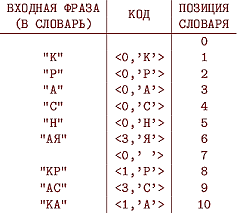 ВХОДНАЯ ФРАЗА КОД ПОЗИЦИЯ
(В СЛОВАРЬ) СЛОВАРЯ
0
"К" <0,'К'> 1
"Р" <0,'Р'> 2
"А" <0,'А'> 3
"С" <0,'С'> 4
"Н" <0,'Н'> 5
"АЯ" <3,'Я'> 6
<0,' '> 7
"КР" <1,'Р'> 8
"АС" <3,'С'> 9
"КА" <1,'А'> 10